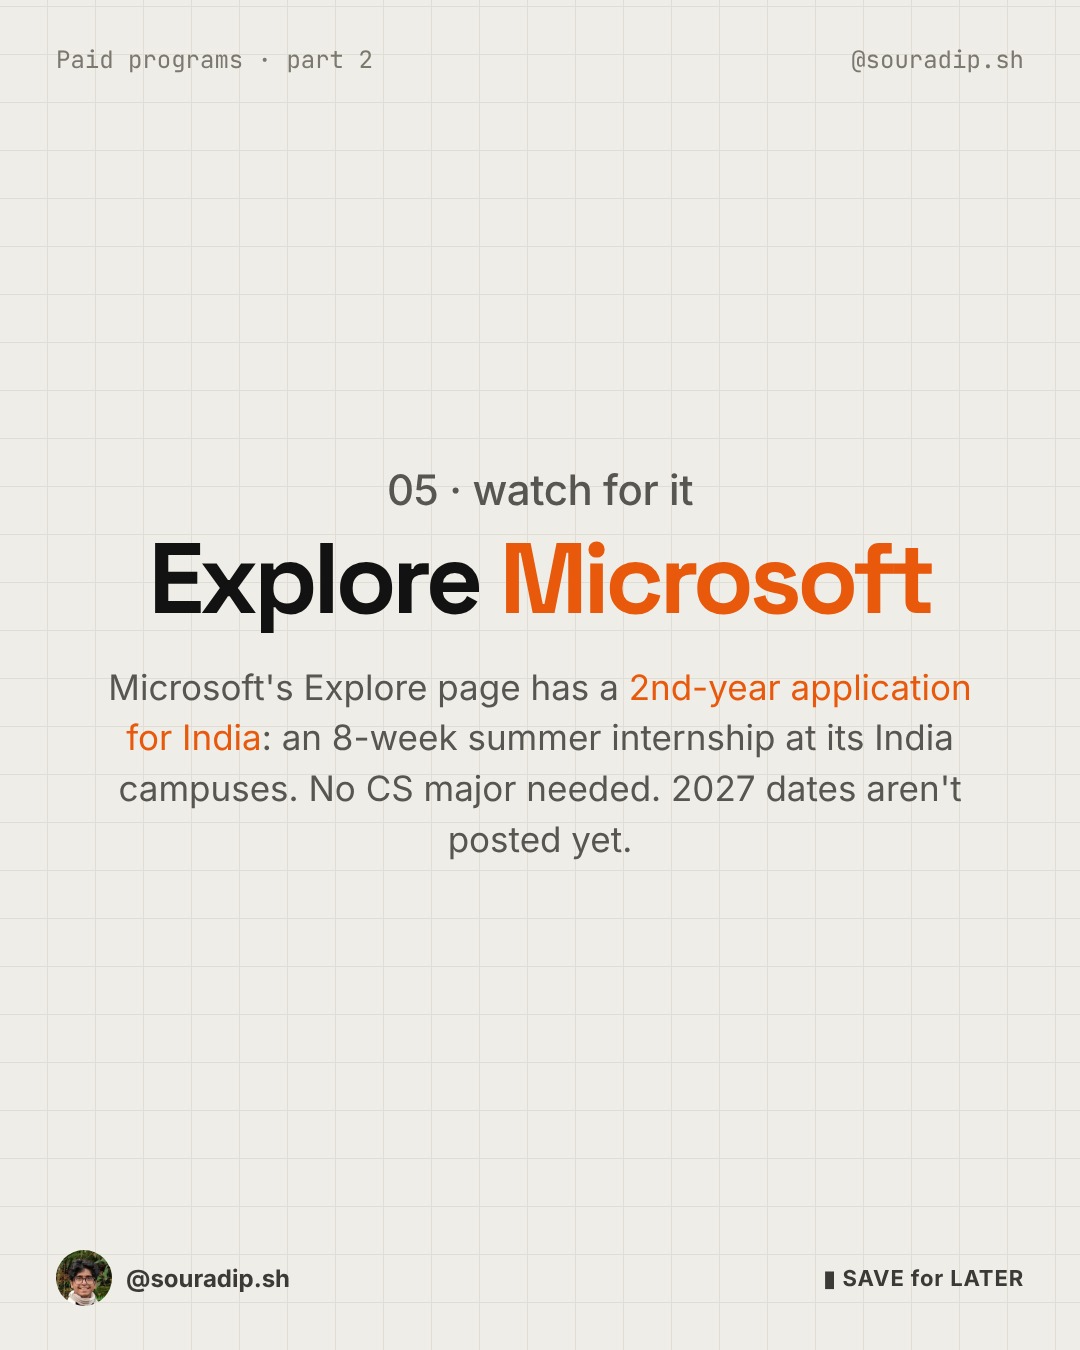 Paid programs · part 2
@souradip.sh
05 · watch for it
Explore Microsoft
Microsoft's Explore page has a 2nd-year application
for India: an 8-week summer internship at its India
campuses. No CS major needed. 2027 dates aren't
posted yet.
@souradip.sh
SAVE for LATER